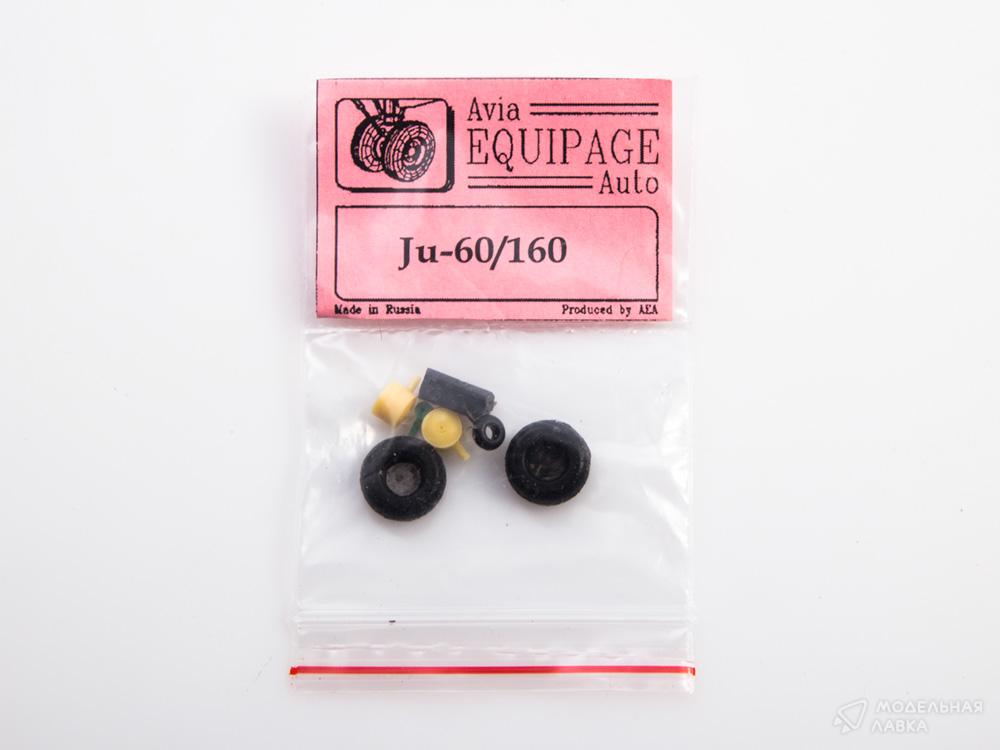 Avia
EQUIPAGE
Auto
Ju-60/160
Made in Russia
Produced by AEA
МОДЕЛЬНАЯ
ЛАВКА